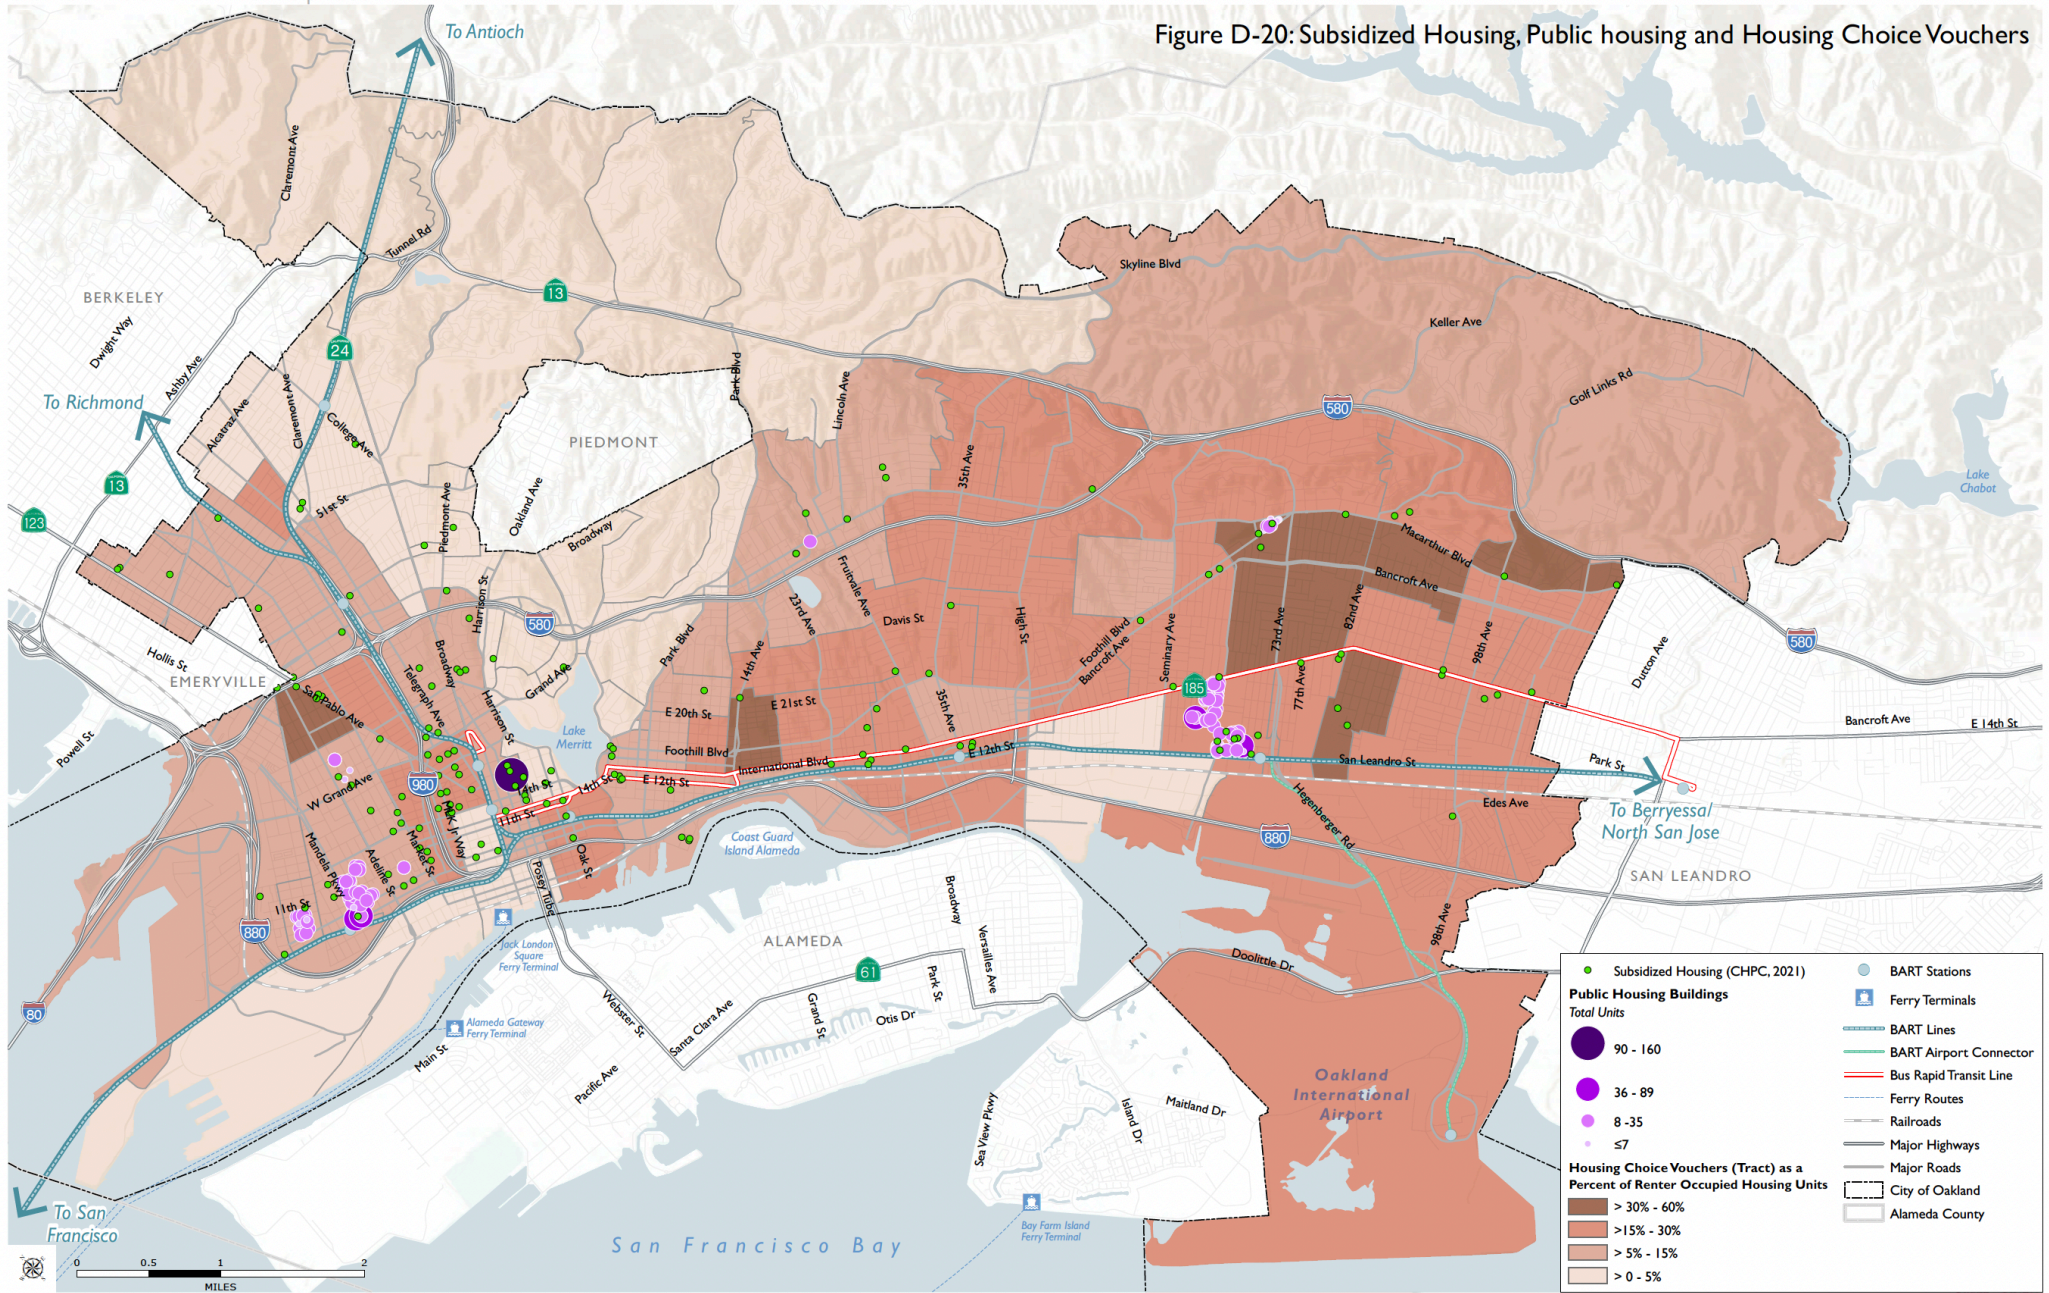 Figure D-20: Subsidized Housing, Public housing and Housing Choice Vouchers
To Antioch
Claremont Ave
Tunnel Rd
BERKELEY
Dwight Way
Ashby Ave
13
24
Skyline Blvd
Keller Ave
Golf Links Rd
580
Lake
Chabot
To Richmond
Alcatraz Ave
Claremont Ave
College Ave
PIEDMONT
Park Blvd
Lincoln Ave
35th Ave
13
123
51st St
Piedmont Ave
Oakland Ave
Broadway
Harrison St
580
Fruitvale Ave
23rd Ave
Davis St
High St
Macarthur Blvd
Bancroft Ave
Foothill Blvd
Bancroft Ave
Seminary Ave
73rd Ave
82nd Ave
98th Ave
Dutton Ave
580
Hollis St
EMERYVILLE
Powell St
San Pablo Ave
Telegraph Ave
Broadway
Harrison St
Grand Ave
Lake
Merritt
Park Blvd
14th Ave
E 20th St
E 21st St
Foothill Blvd
35th Ave
185
77th Ave
International Blvd
E 12th St
E 12th St
San Leandro St
Park St
Bancroft Ave
E 14th St
W Grand Ave
980
14th St
14th St
11th St
MLK Jr Way
Market St
Adeline St
Mandela Pkwy
11th St
880
80
Oak St
Posey Tube
Coast Guard
Island Alameda
Hegenberger Rd
880
Edes Ave
To Berryessa/
North San Jose
SAN LEANDRO
98th Ave
Doolittle Dr
Jack London
Square
Ferry Terminal
ALAMEDA
61
Broadway
Versailles Ave
Park St
Grand St
Otis Dr
Santa Clara Ave
Webster St
Alameda Gateway
Ferry Terminal
Main St
Pacific Ave
Sea View Pkwy
Island Dr
Maitland Dr
Oakland
International
Airport
Bay Farm Island
Ferry Terminal
San Francisco Bay
To San
Francisco
0 0.5 1 2
MILES
Subsidized Housing (CHPC, 2021)
Public Housing Buildings
Total Units
90 - 160
36 - 89
8 -35
≤7
Housing Choice Vouchers (Tract) as a
Percent of Renter Occupied Housing Units
> 30% - 60%
>15% - 30%
> 5% - 15%
> 0 - 5%
BART Stations
Ferry Terminals
BART Lines
BART Airport Connector
Bus Rapid Transit Line
Ferry Routes
Railroads
Major Highways
Major Roads
City of Oakland
Alameda County